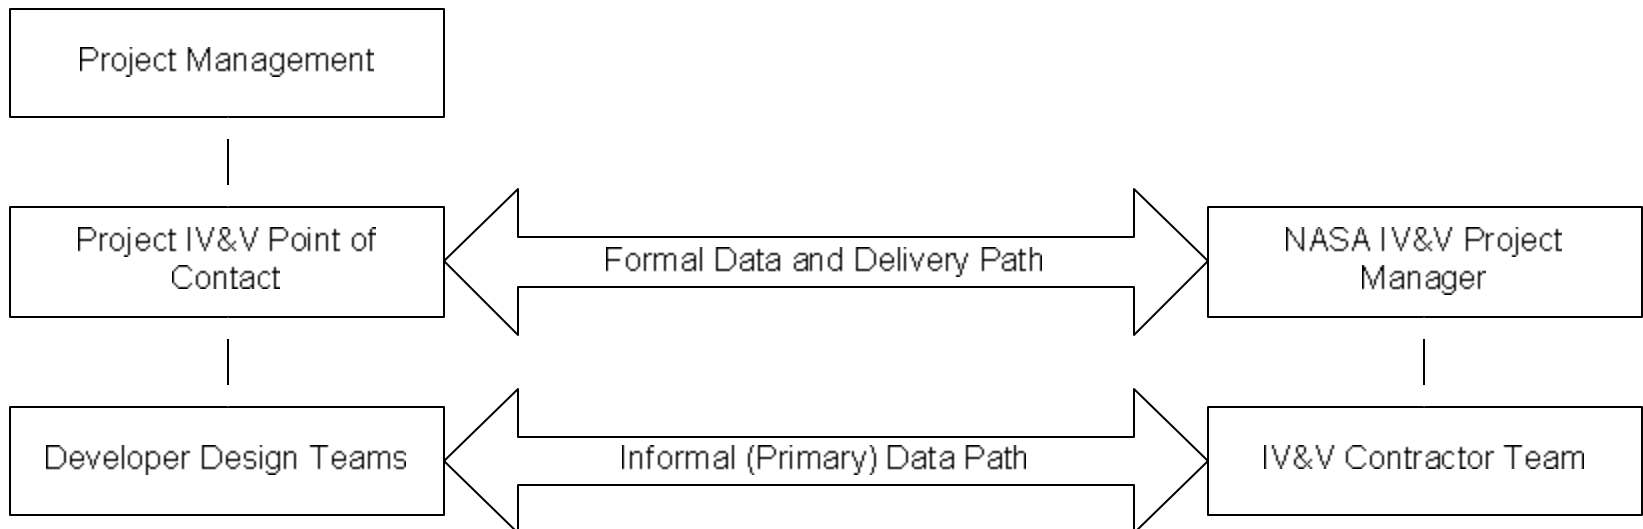 Project Management
Project IV&V Point of
Contact
Formal Data and Delivery Path
NASA IV&V Project
Manager
Developer Design Teams
Informal (Primary) Data Path
IV&V Contractor Team